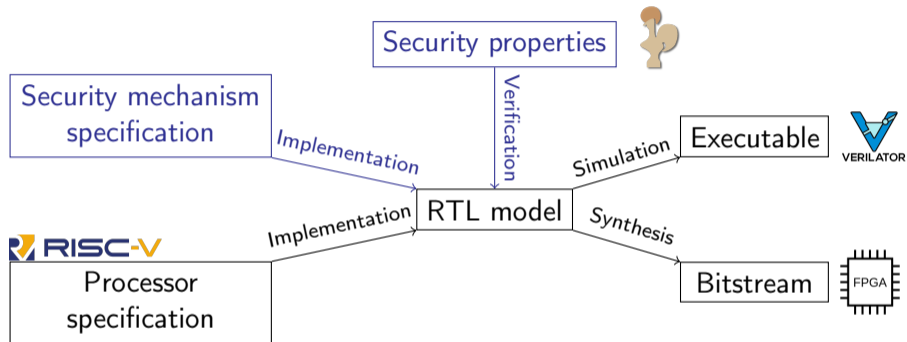 Security properties
Security mechanism
specification
Verification
Implementation
Simulation
Executable
VERILATOR
RTL model
Implementation
Synthesis
RISC-V
Processor
specification
Bitstream
FPGA